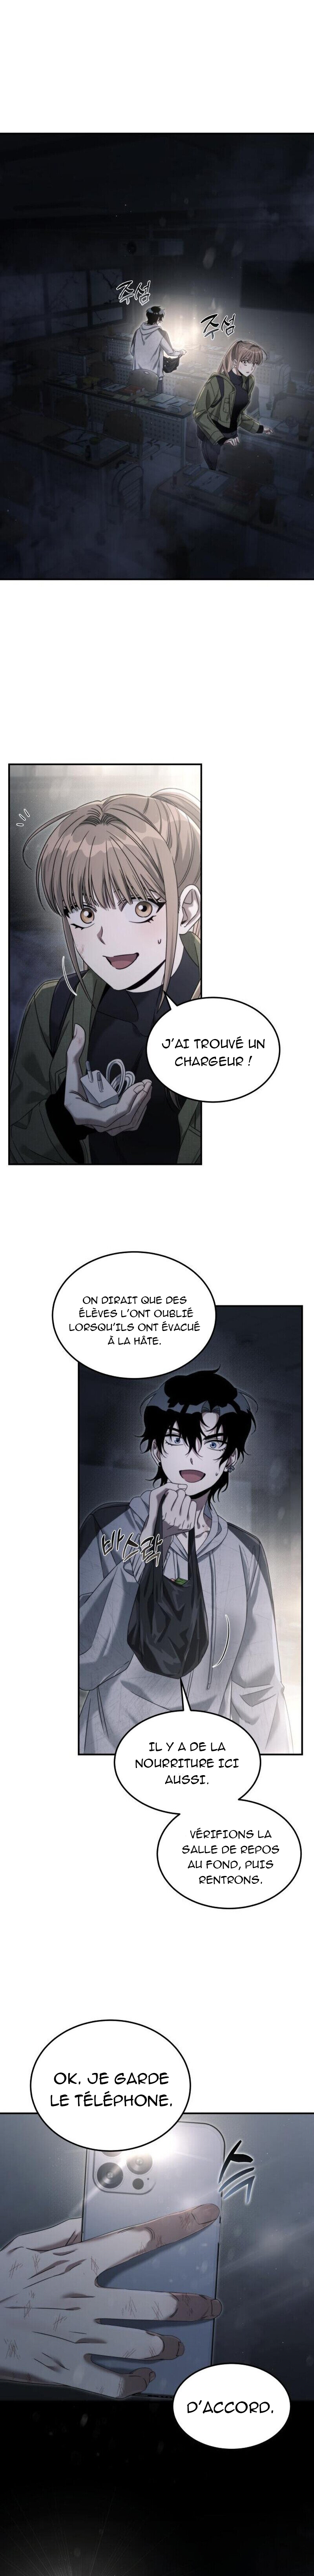 주섬
주섬
J'AI TROUVÉ UN
CHARGEUR !
ON DIRAIT QUE DES
ÉLÈVES L'ONT OUBLIÉ
LORSQU'ILS ONT ÉVACUÉ
À LA HÂTE.
바스락
IL Y A DE LA
NOURRITURE ICI
AUSSI.
VÉRIFIONS LA
SALLE DE REPOS
AU FOND, PUIS
RENTRONS.
OK. JE GARDE
LE TÉLÉPHONE.
스윽
D'ACCORD.